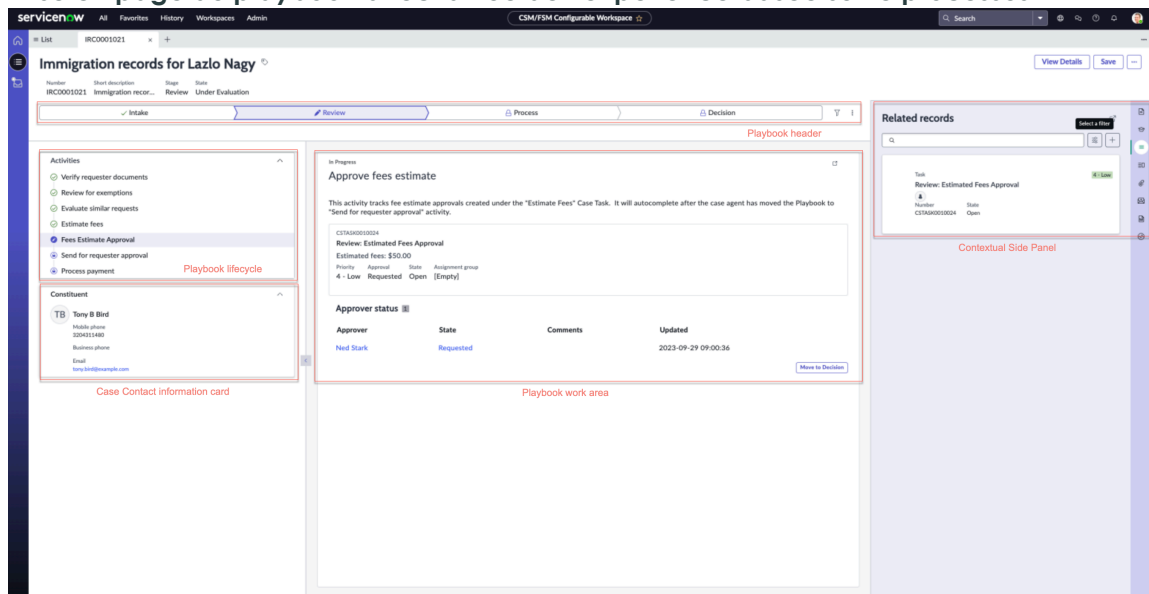 servicenow All Favorites History Workspaces Admin CSM/FSM Configurable Workspace ☆ Search
List IRC0001021 × +
Immigration records for Lazlo Nagy View Details Save
Number Short description Stage State
IRC0001021 Immigration recor... Review Under Evaluation
Intake Review Process Decision
Playbook header
Related records
Select a filter
Task 4 - Low
Review: Estimated Fees Approval
Number State
CSTASK0010024 Open
Contextual Side Panel
Activities
Verify requester documents
Review for exemptions
Evaluate similar requests
Estimate fees
Fees Estimate Approval
Send for requester approval
Process payment
Playbook lifecycle
Constituent
TB Tony B Bird
Mobile phone
3204311480
Business phone
Email
tony.bird@example.com
Case Contact information card
In Progress
Approve fees estimate
This activity tracks fee estimate approvals created under the "Estimate Fees" Case Task. It will autocomplete after the case agent has moved the Playbook to
"Send for requester approval" activity.
CSTASK0010024
Review: Estimated Fees Approval
Estimated fees: $50.00
Priority Approval State Assignment group
4 - Low Requested Open [Empty]
Approver status 1
Approver State Comments Updated
Ned Stark Requested 2023-09-29 09:00:36
Move to Decision
Playbook work area